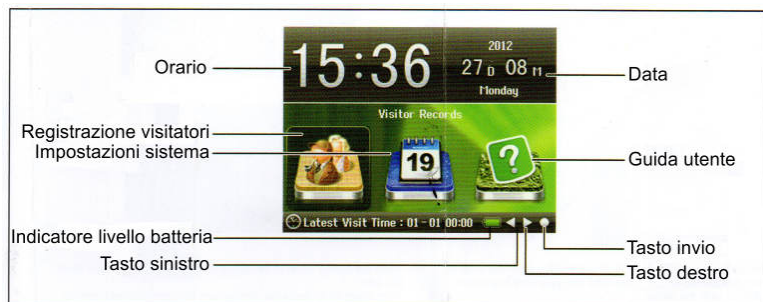 15:36
2012
27 D 08 M
Monday
Orario
Data
Visitor Records
Registrazione visitatori
Impostazioni sistema
19
?
Guida utente
Latest Visit Time : 01-01 00:00
Indicatore livello batteria
Tasto sinistro
Tasto invio
Tasto destro